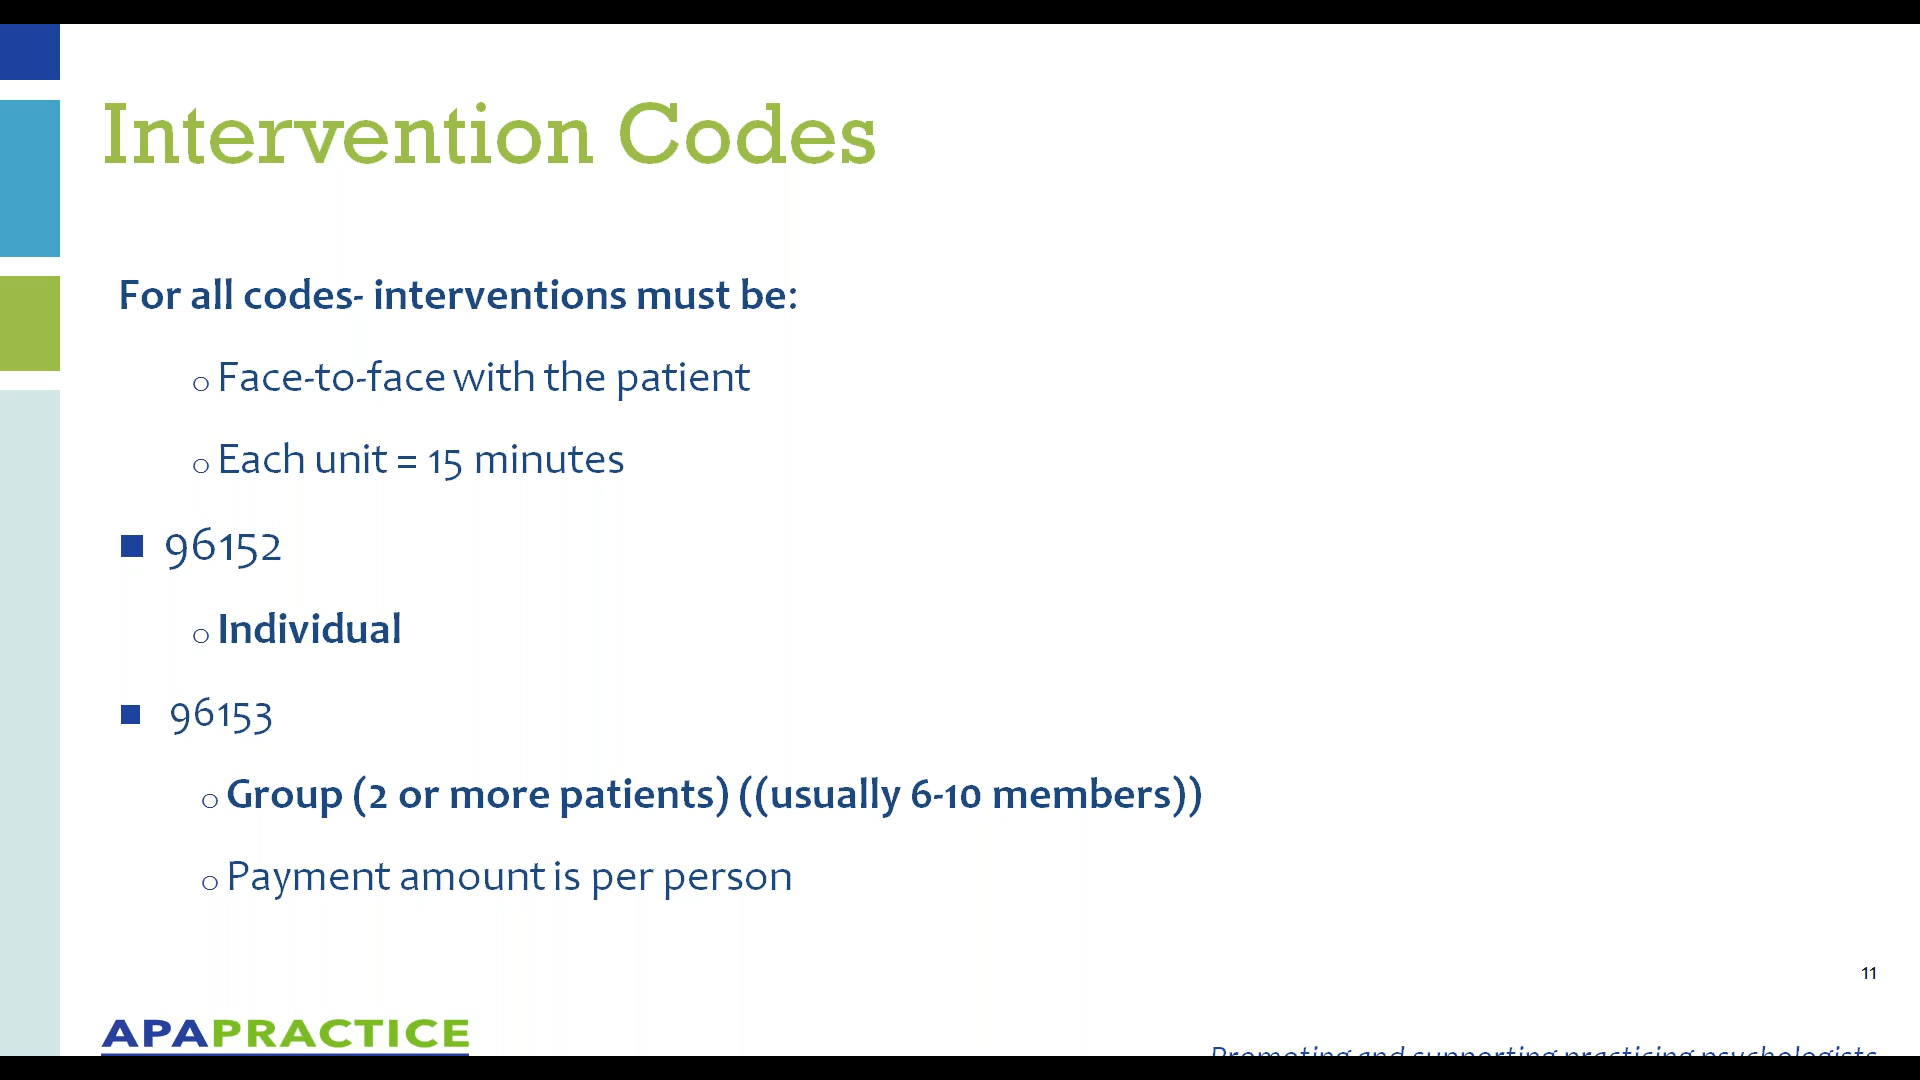 Intervention Codes
For all codes- interventions must be:
Face-to-face with the patient
Each unit = 15 minutes
96152
Individual
96153
Group (2 or more patients) ((usually 6-10 members))
Payment amount is per person
11
APAPRACTICE
Promoting and supporting practicing psychologists